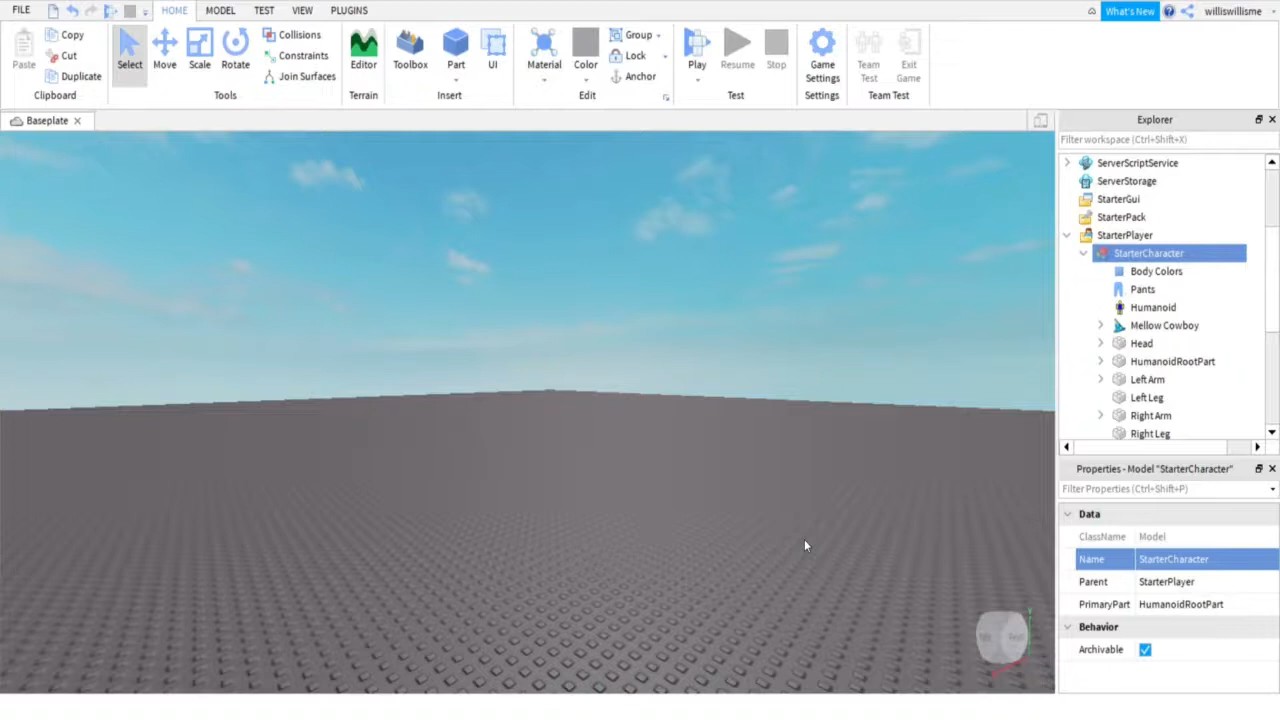 FILE HOME MODEL TEST VIEW PLUGINS What's New williswillisme
Paste Copy Cut Duplicate Clipboard
Select Move Scale Rotate Collisions Constraints Join Surfaces Tools
Editor Terrain
Toolbox Part UI Insert
Material Color Group Lock Anchor Edit
Play Resume Stop Test
Game Settings Settings
Team Test Exit Game Team Test
Baseplate
Explorer
Filter workspace (Ctrl+Shift+X)
ServerScriptService
ServerStorage
StarterGui
StarterPack
StarterPlayer
StarterCharacter
Body Colors
Pants
Humanoid
Mellow Cowboy
Head
HumanoidRootPart
Left Arm
Left Leg
Right Arm
Right Leg
Properties - Model "StarterCharacter"
Filter Properties (Ctrl+Shift+P)
Data
ClassName Model
Name StarterCharacter
Parent StarterPlayer
PrimaryPart HumanoidRootPart
Behavior
Archivable